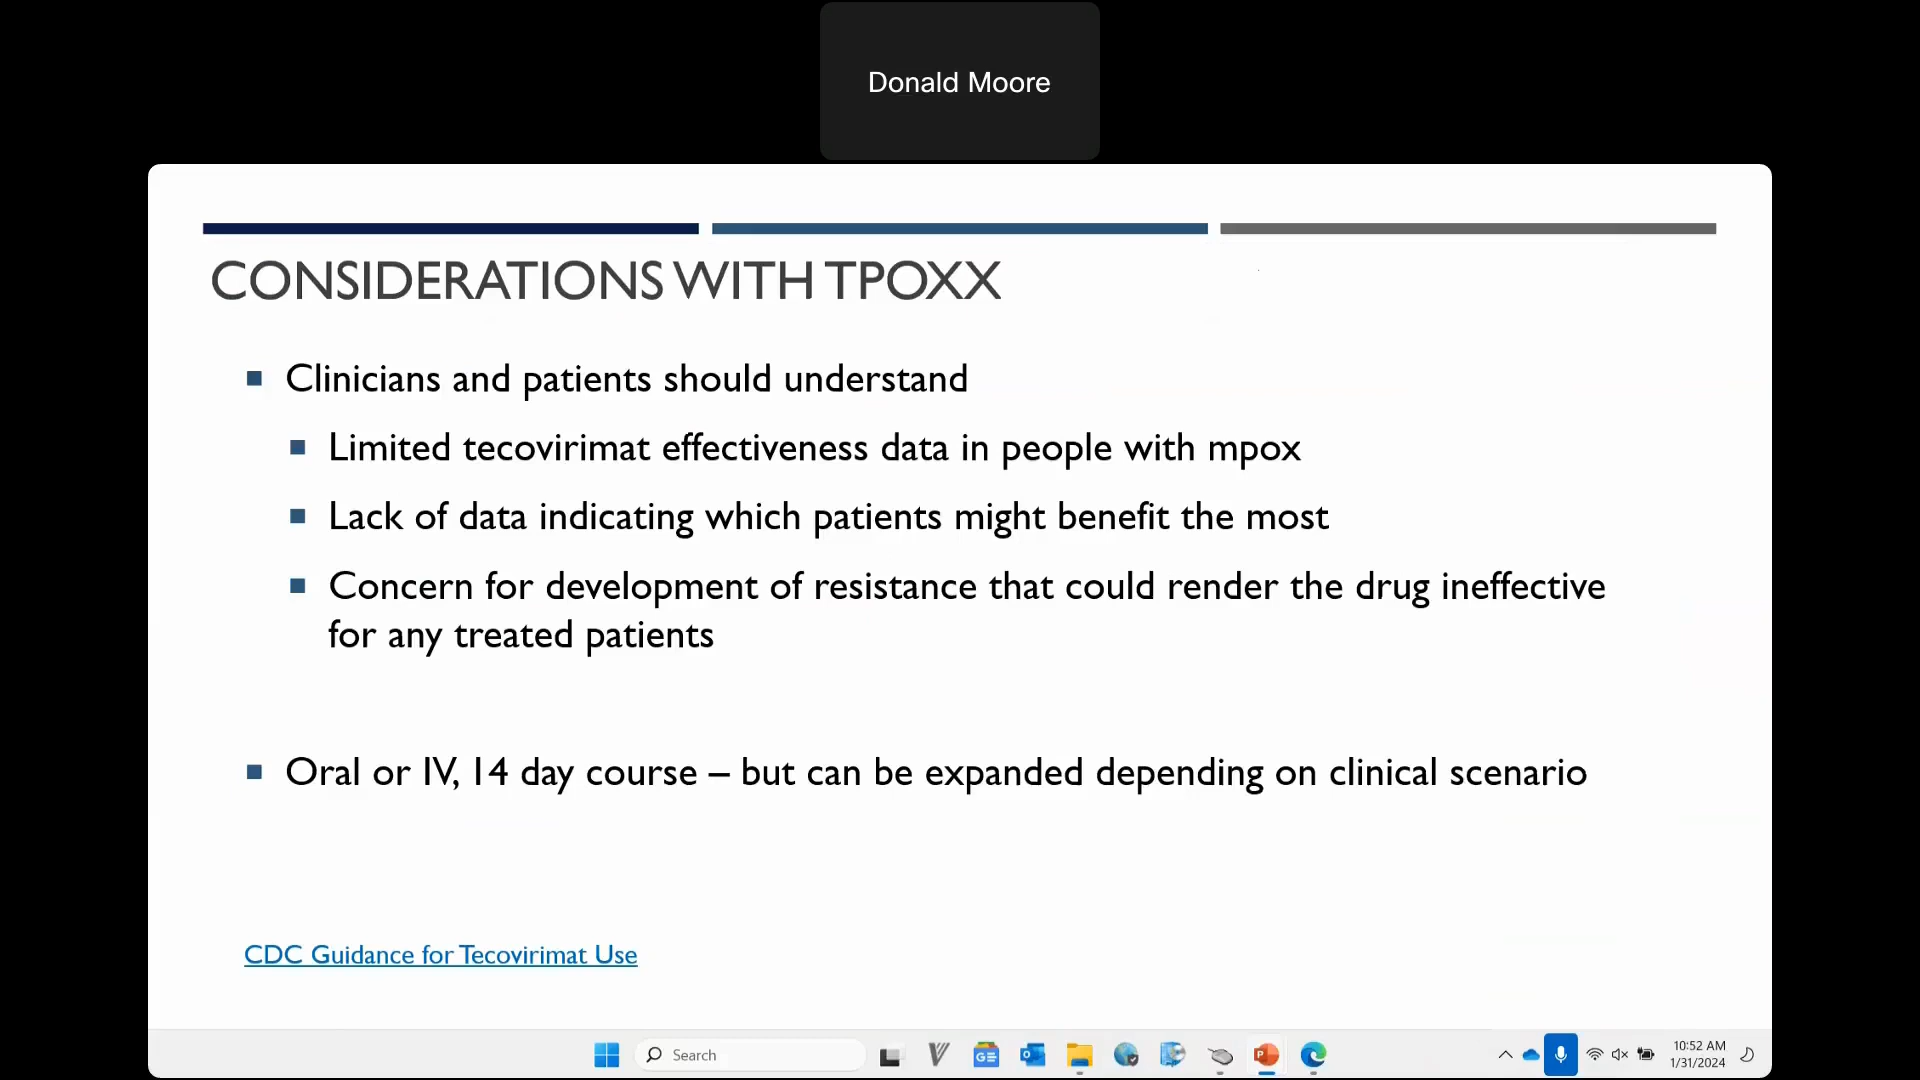 Donald Moore
CONSIDERATIONS WITH TPOXX
Clinicians and patients should understand
Limited tecovirimat effectiveness data in people with mpox
Lack of data indicating which patients might benefit the most
Concern for development of resistance that could render the drug ineffective
for any treated patients
Oral or IV, 14 day course – but can be expanded depending on clinical scenario
CDC Guidance for Tecovirimat Use
Search
10:52 AM
1/31/2024